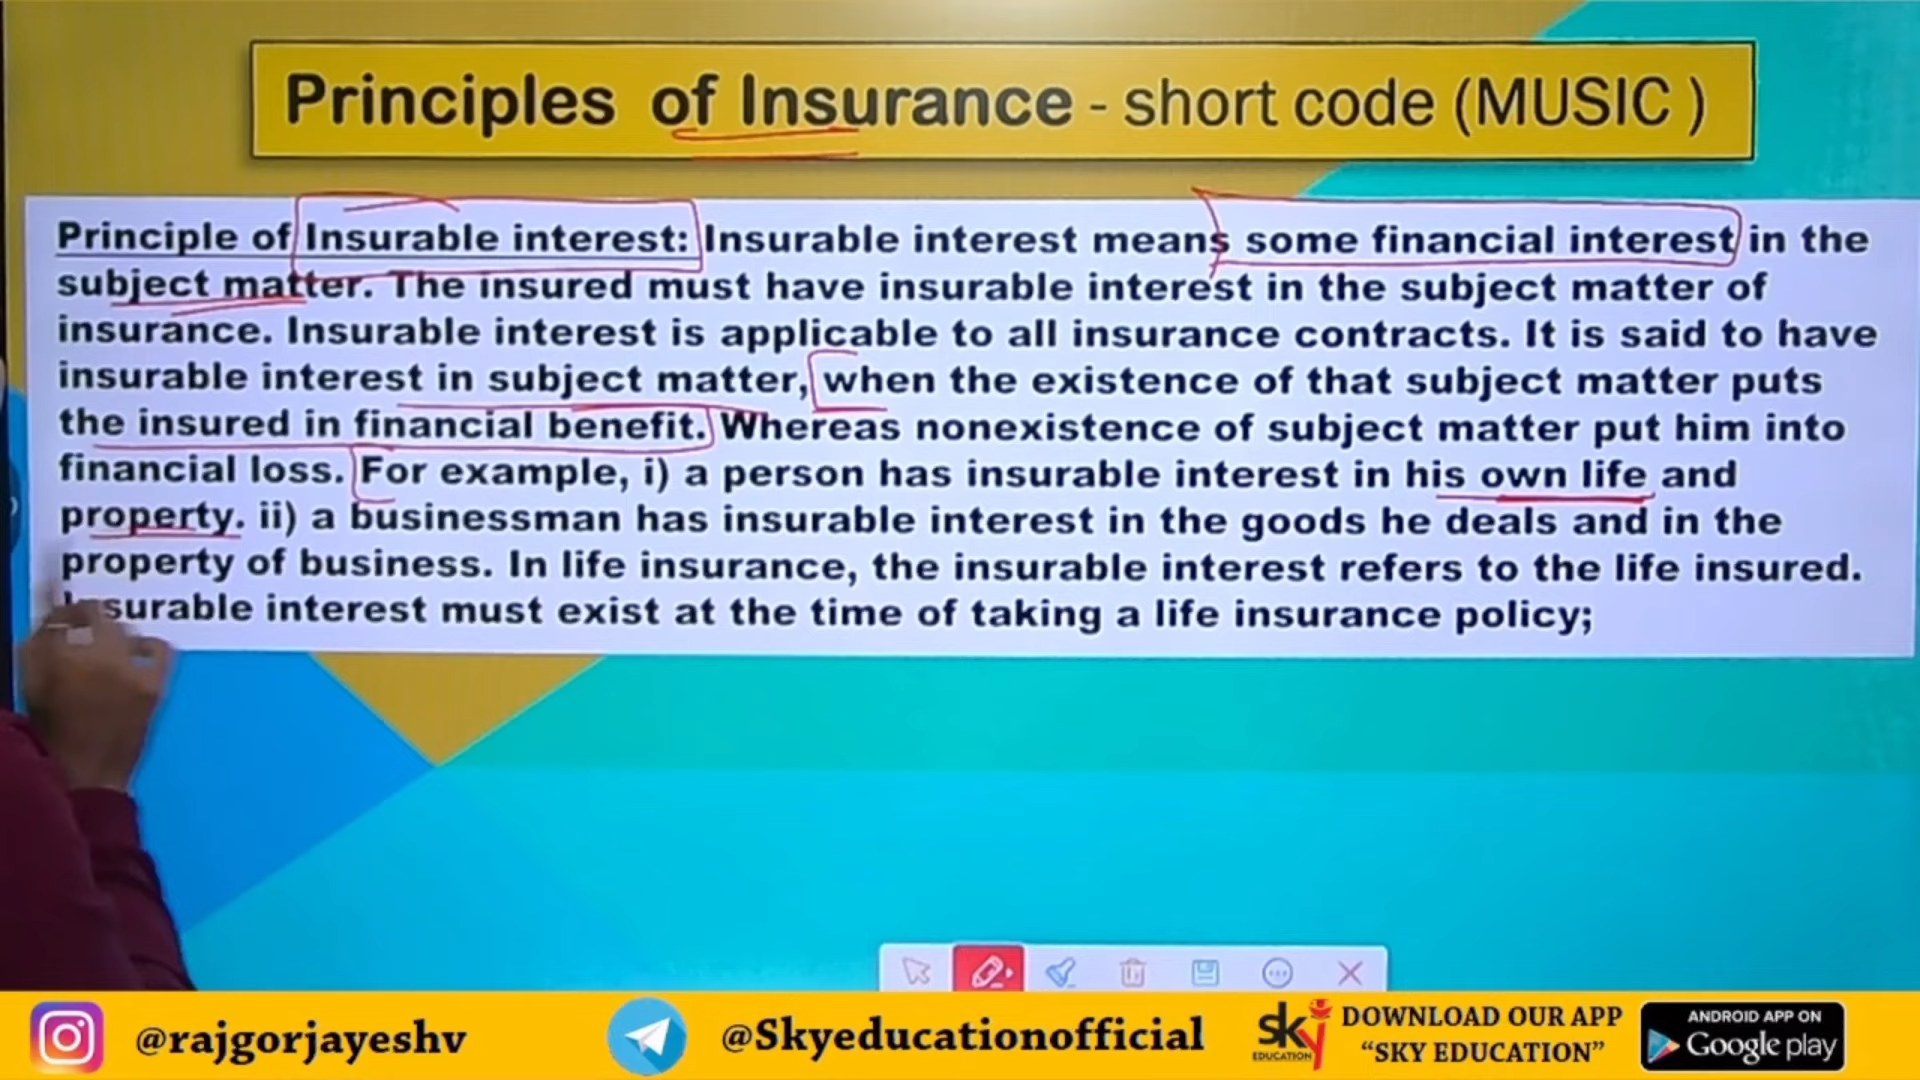 Principles of Insurance - short code (MUSIC )
Principle of Insurable interest: Insurable interest means some financial interest in the
subject matter. The insured must have insurable interest in the subject matter of
insurance. Insurable interest is applicable to all insurance contracts. It is said to have
insurable interest in subject matter, when the existence of that subject matter puts
the insured in financial benefit. Whereas nonexistence of subject matter put him into
financial loss. For example, i) a person has insurable interest in his own life and
property. ii) a businessman has insurable interest in the goods he deals and in the
property of business. In life insurance, the insurable interest refers to the life insured.
Insurable interest must exist at the time of taking a life insurance policy;
@rajgorjayeshv
@Skyeducationofficial
sky
EDUCATION
DOWNLOAD OUR APP
“SKY EDUCATION”
ANDROID APP ON
Google play